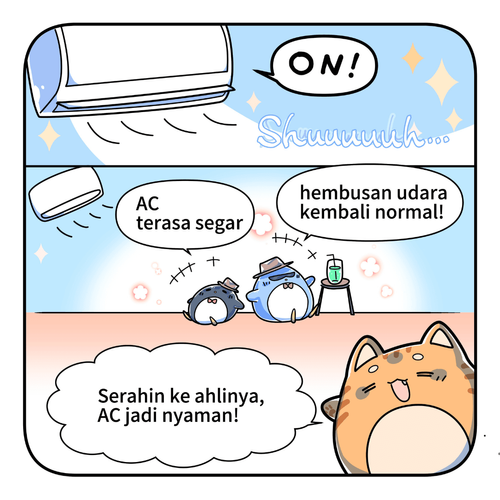 ON!
Shuuuuuh...
AC
terasa segar
hembusan udara
kembali normal!
Serahin ke ahlinya,
AC jadi nyaman!